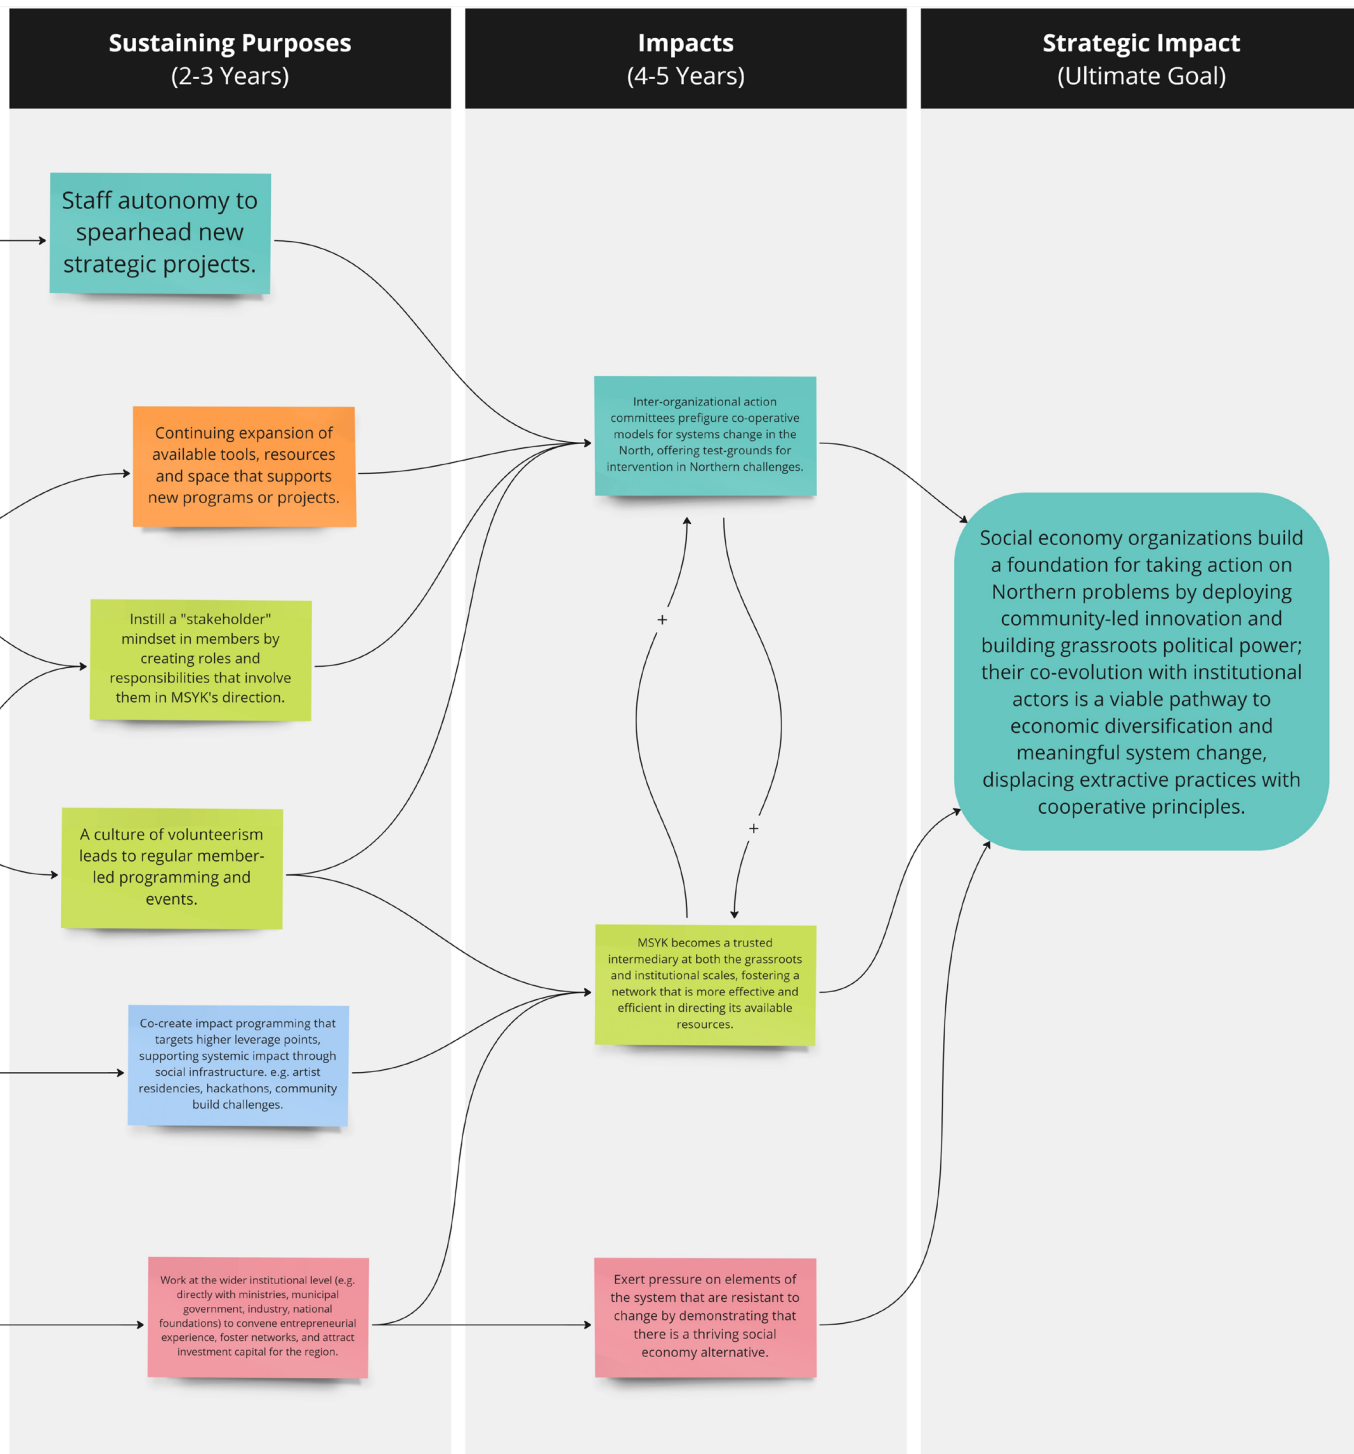 Sustaining Purposes
(2-3 Years)
Impacts
(4-5 Years)
Strategic Impact
(Ultimate Goal)
Staff autonomy to
spearhead new
strategic projects.
Continuing expansion of
available tools, resources
and space that supports
new programs or projects.
Instill a "stakeholder"
mindset in members by
creating roles and
responsibilities that involve
them in MSYK's direction.
A culture of volunteerism
leads to regular member-
led programming and
events.
Co-create impact programming that
targets higher leverage points,
supporting systemic impact through
social infrastructure. e.g. artist
residencies, hackathons, community
build challenges.
Work at the wider institutional level (e.g.
directly with ministries, municipal
government, industry, national
foundations) to convene entrepreneurial
experience, foster networks, and attract
investment capital for the region.
Inter-organizational action
committees prefigure co-operative
models for systems change in the
North, offering test-grounds for
intervention in Northern challenges.
+
+
MSYK becomes a trusted
intermediary at both the grassroots
and institutional scales, fostering a
network that is more effective and
efficient in directing its available
resources.
Exert pressure on elements of
the system that are resistant to
change by demonstrating that
there is a thriving social
economy alternative.
Social economy organizations build
a foundation for taking action on
Northern problems by deploying
community-led innovation and
building grassroots political power;
their co-evolution with institutional
actors is a viable pathway to
economic diversification and
meaningful system change,
displacing extractive practices with
cooperative principles.